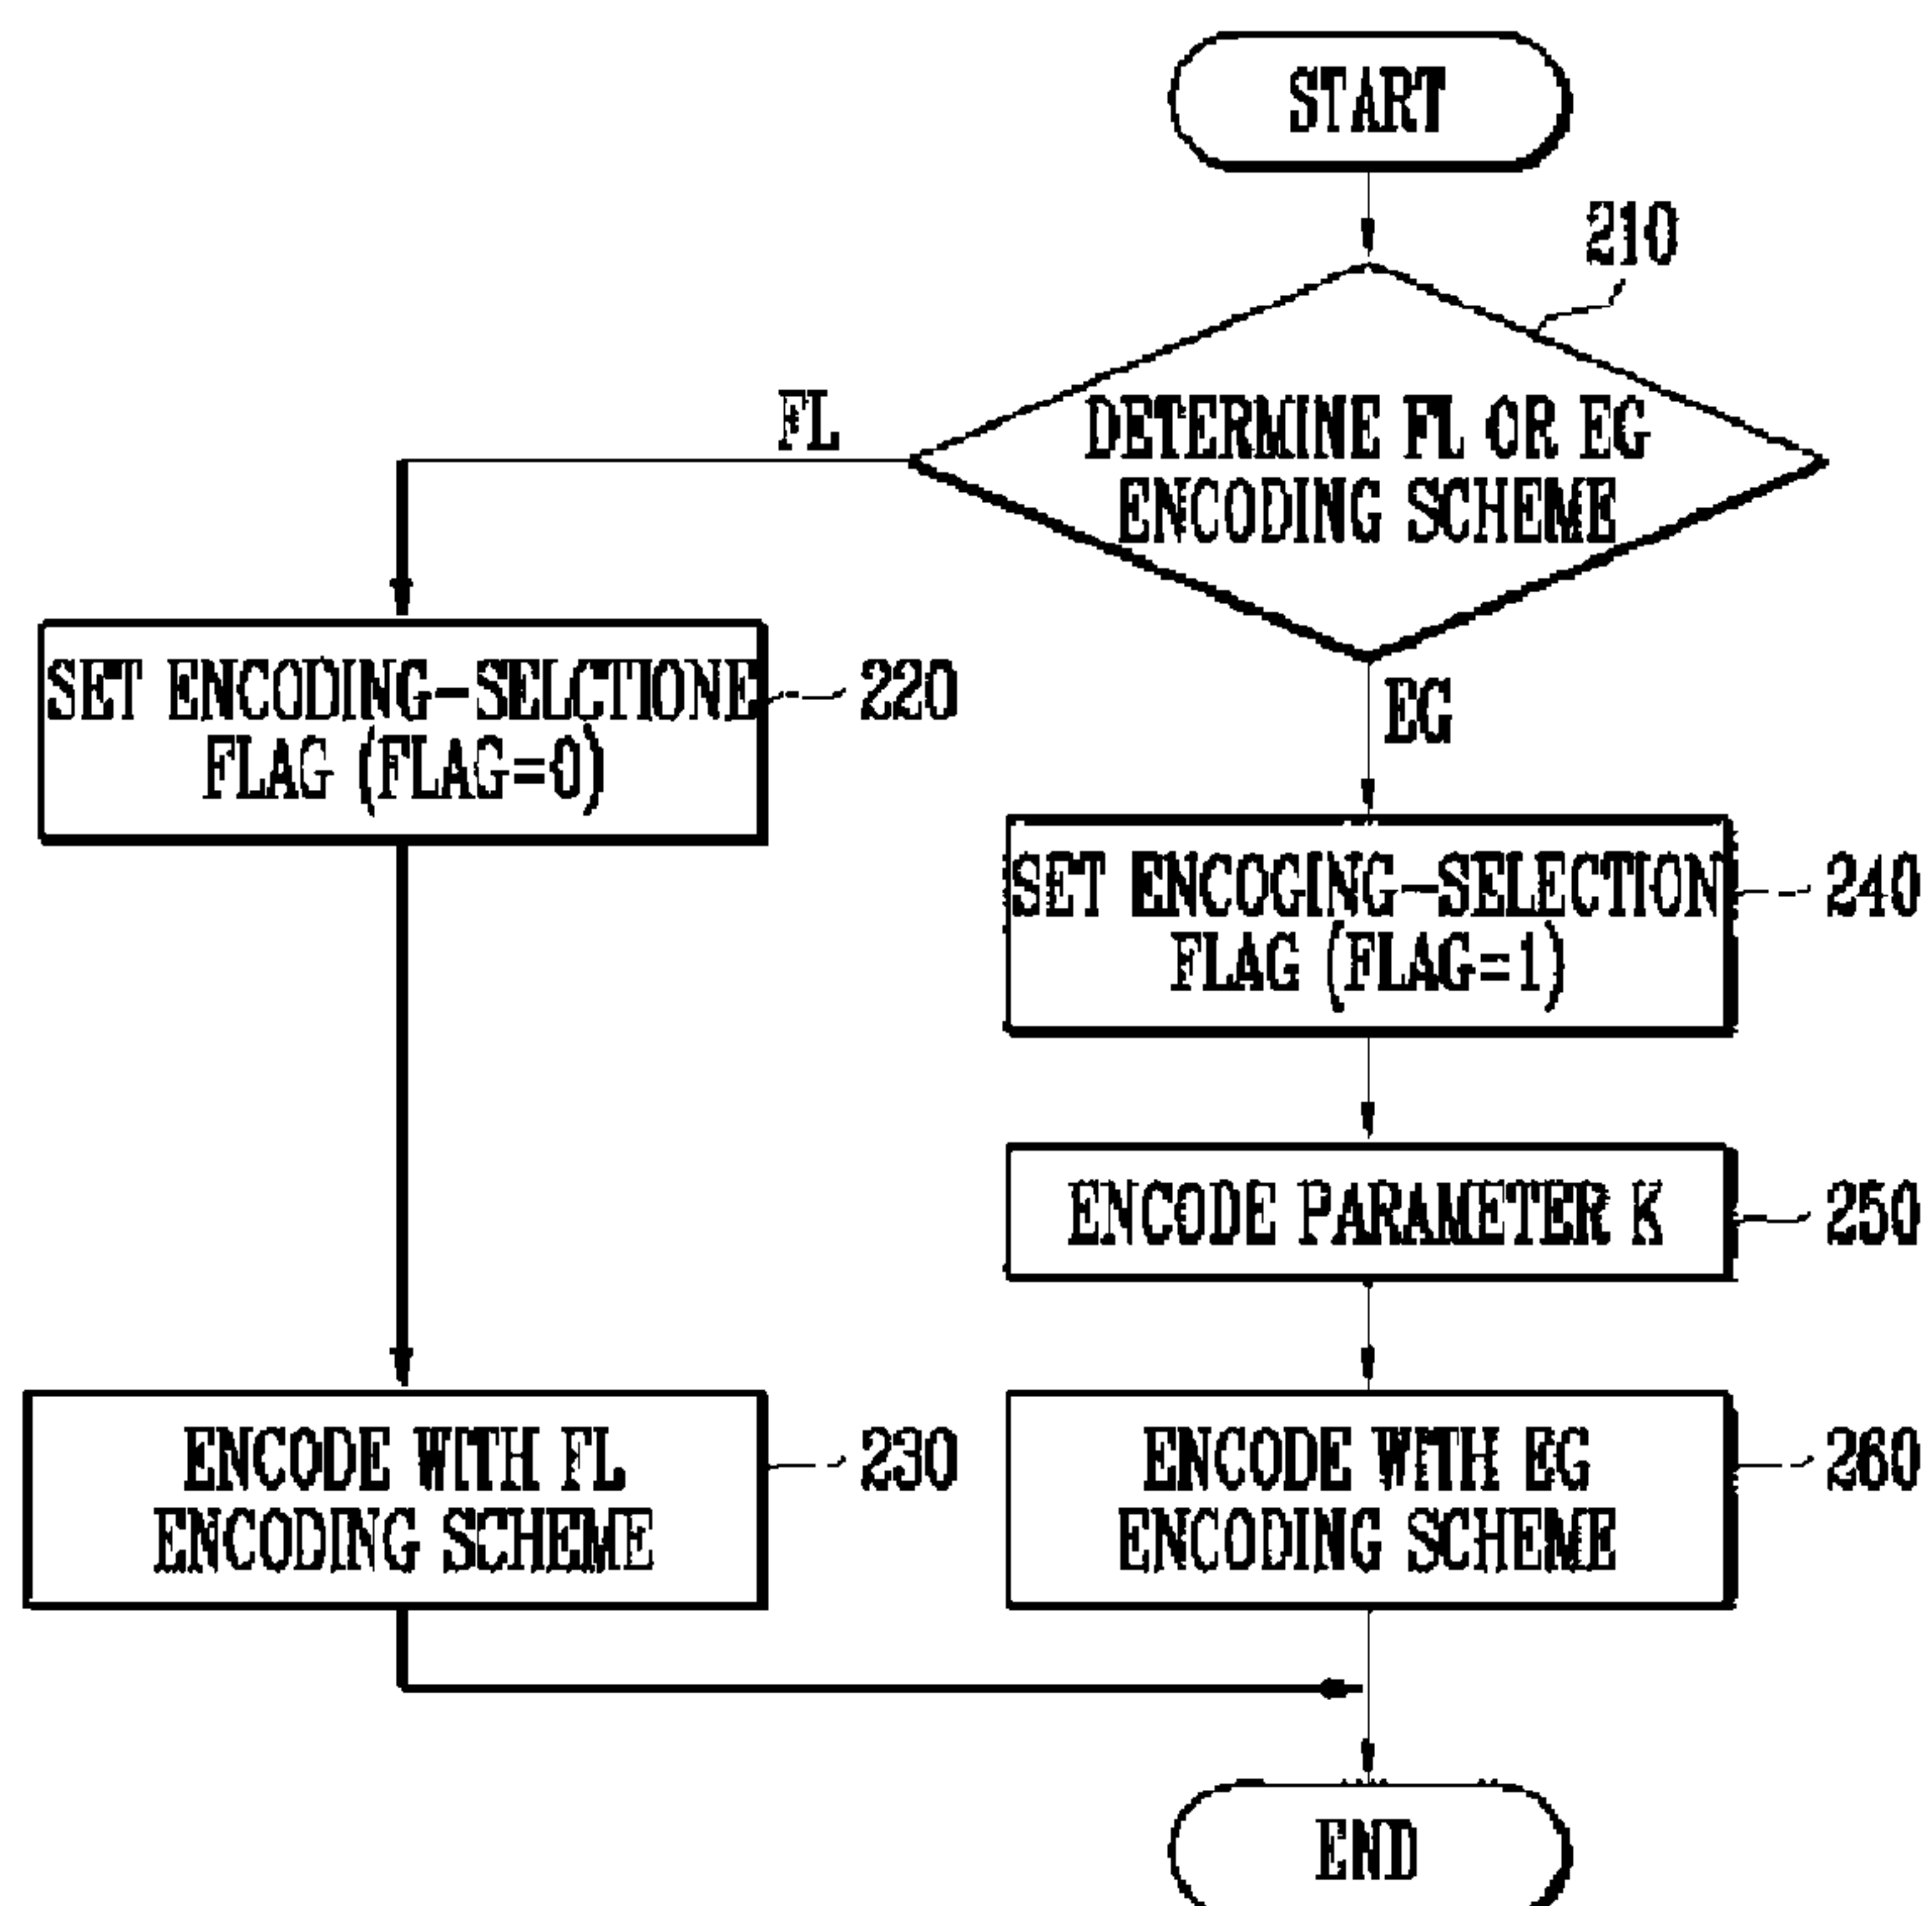 START
210
FL
DETERMINE FL OR EG
ENCODING SCHEME
SET ENCODING-SELCTIONE
FLAG (FLAG=0)
220
EG
SET ENCOGING-SELECTION
FLAG (FLAG=1)
240
ENCODE PARAMETER K
250
ENCODE WITH FL
ENCODING SCHEME
230
ENCODE WITH EG
ENCODING SCHEME
260
END